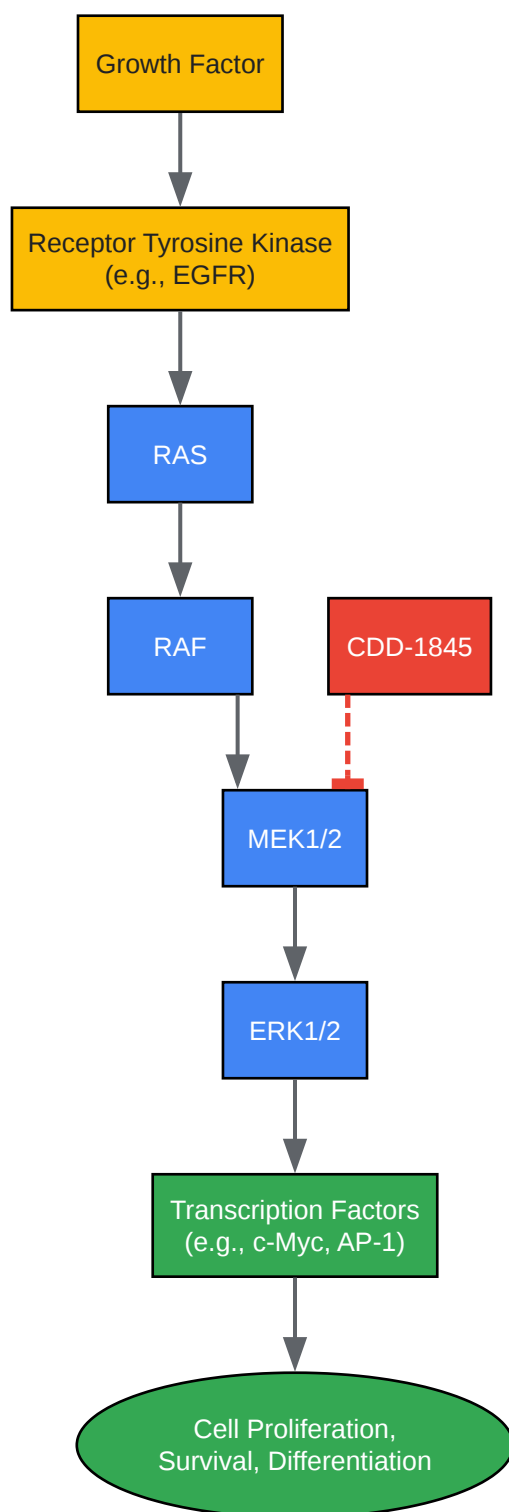 Growth Factor
Receptor Tyrosine Kinase
(e.g., EGFR)
RAS
RAF
CDD-1845
MEK1/2
ERK1/2
Transcription Factors
(e.g., c-Myc, AP-1)
Cell Proliferation,
Survival, Differentiation